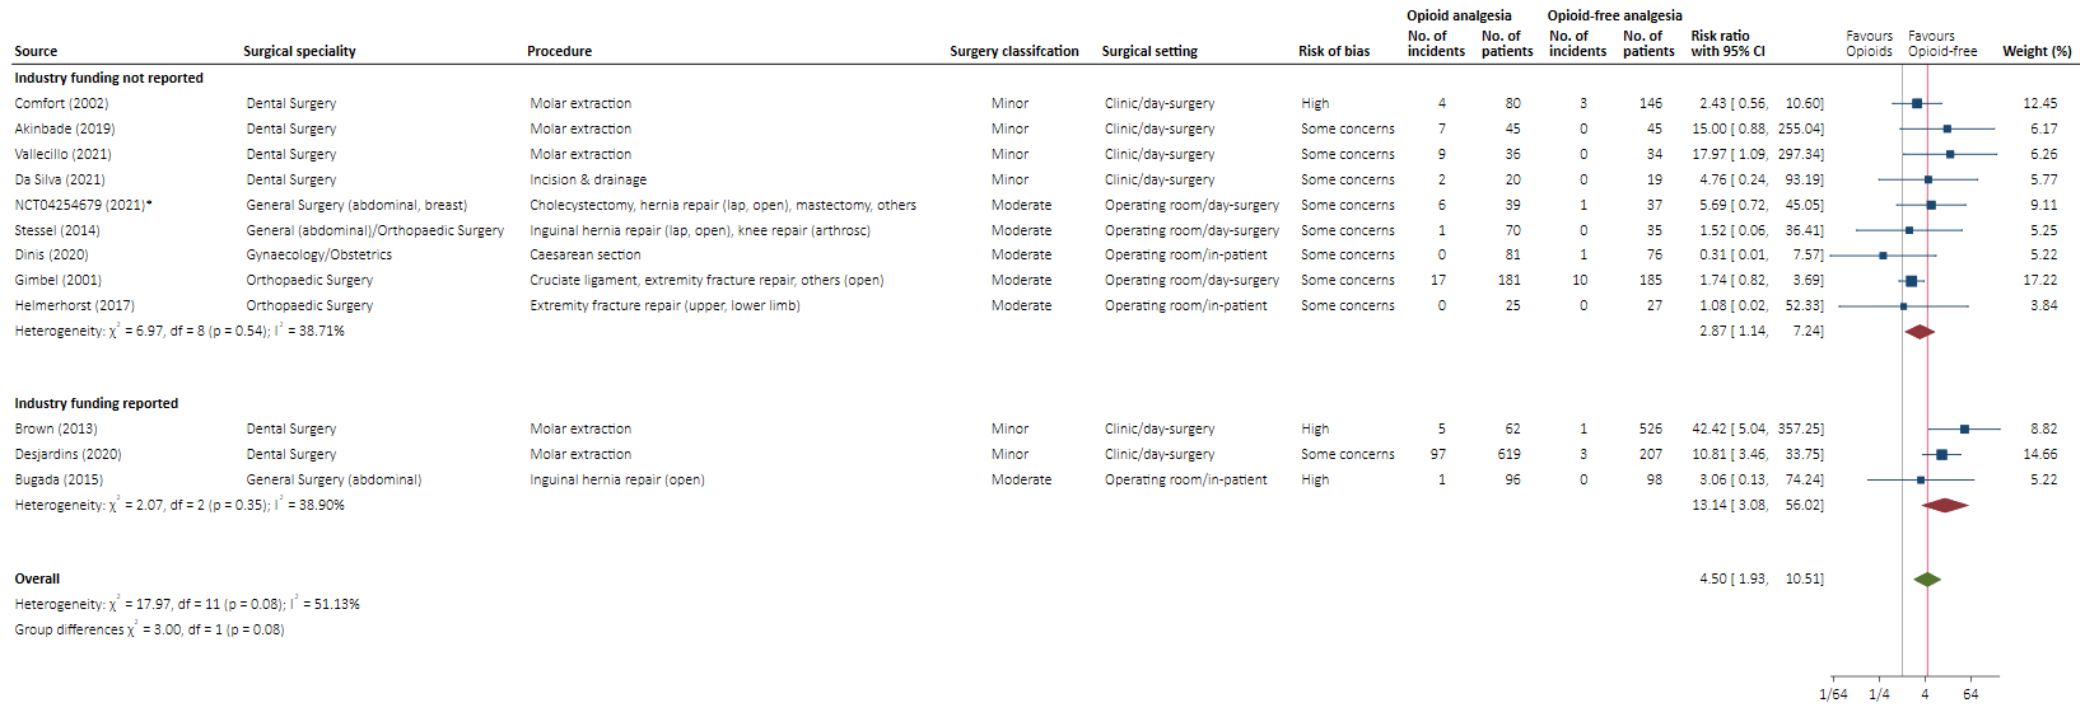 Opioid analgesia Opioid-free analgesia
No. of No. of No. of No. of Risk ratio Favours Favours
Source Surgical speciality Procedure Surgery classifcation Surgical setting Risk of bias incidents patients incidents patients with 95% CI Opioids Opioid-free Weight (%)
Industry funding not reported
Comfort (2002) Dental Surgery Molar extraction Minor Clinic/day-surgery High 4 80 3 146 2.43 [ 0.56, 10.60] 12.45
Akinbade (2019) Dental Surgery Molar extraction Minor Clinic/day-surgery Some concerns 7 45 0 45 15.00 [ 0.88, 255.04] 6.17
Vallecillo (2021) Dental Surgery Molar extraction Minor Clinic/day-surgery Some concerns 9 36 0 34 17.97 [ 1.09, 297.34] 6.26
Da Silva (2021) Dental Surgery Incision & drainage Minor Clinic/day-surgery Some concerns 2 20 0 19 4.76 [ 0.24, 93.19] 5.77
NCT04254679 (2021)* General Surgery (abdominal, breast) Cholecystectomy, hernia repair (lap, open), mastectomy, others Moderate Operating room/day-surgery Some concerns 6 39 1 37 5.69 [ 0.72, 45.05] 9.11
Stessel (2014) General (abdominal)/Orthopaedic Surgery Inguinal hernia repair (lap, open), knee repair (arthrosc) Moderate Operating room/day-surgery Some concerns 1 70 0 35 1.52 [ 0.06, 36.41] 5.25
Dinis (2020) Gynaecology/Obstetrics Caesarean section Moderate Operating room/in-patient Some concerns 0 81 1 76 0.31 [ 0.01, 7.57] 5.22
Gimbel (2001) Orthopaedic Surgery Cruciate ligament, extremity fracture repair, others (open) Moderate Operating room/day-surgery Some concerns 17 181 10 185 1.74 [ 0.82, 3.69] 17.22
Helmerhorst (2017) Orthopaedic Surgery Extremity fracture repair (upper, lower limb) Moderate Operating room/in-patient Some concerns 0 25 0 27 1.08 [ 0.02, 52.33] 3.84
Heterogeneity: χ² = 6.97, df = 8 (p = 0.54); I² = 38.71% 2.87 [ 1.14, 7.24]
Industry funding reported
Brown (2013) Dental Surgery Molar extraction Minor Clinic/day-surgery High 5 62 1 526 42.42 [ 5.04, 357.25] 8.82
Desjardins (2020) Dental Surgery Molar extraction Minor Clinic/day-surgery Some concerns 97 619 3 207 10.81 [ 3.46, 33.75] 14.66
Bugada (2015) General Surgery (abdominal) Inguinal hernia repair (open) Moderate Operating room/in-patient High 1 96 0 98 3.06 [ 0.13, 74.24] 5.22
Heterogeneity: χ² = 2.07, df = 2 (p = 0.35); I² = 38.90% 13.14 [ 3.08, 56.02]
Overall 4.50 [ 1.93, 10.51]
Heterogeneity: χ² = 17.97, df = 11 (p = 0.08); I² = 51.13%
Group differences χ² = 3.00, df = 1 (p = 0.08)
1/64 1/4 4 64